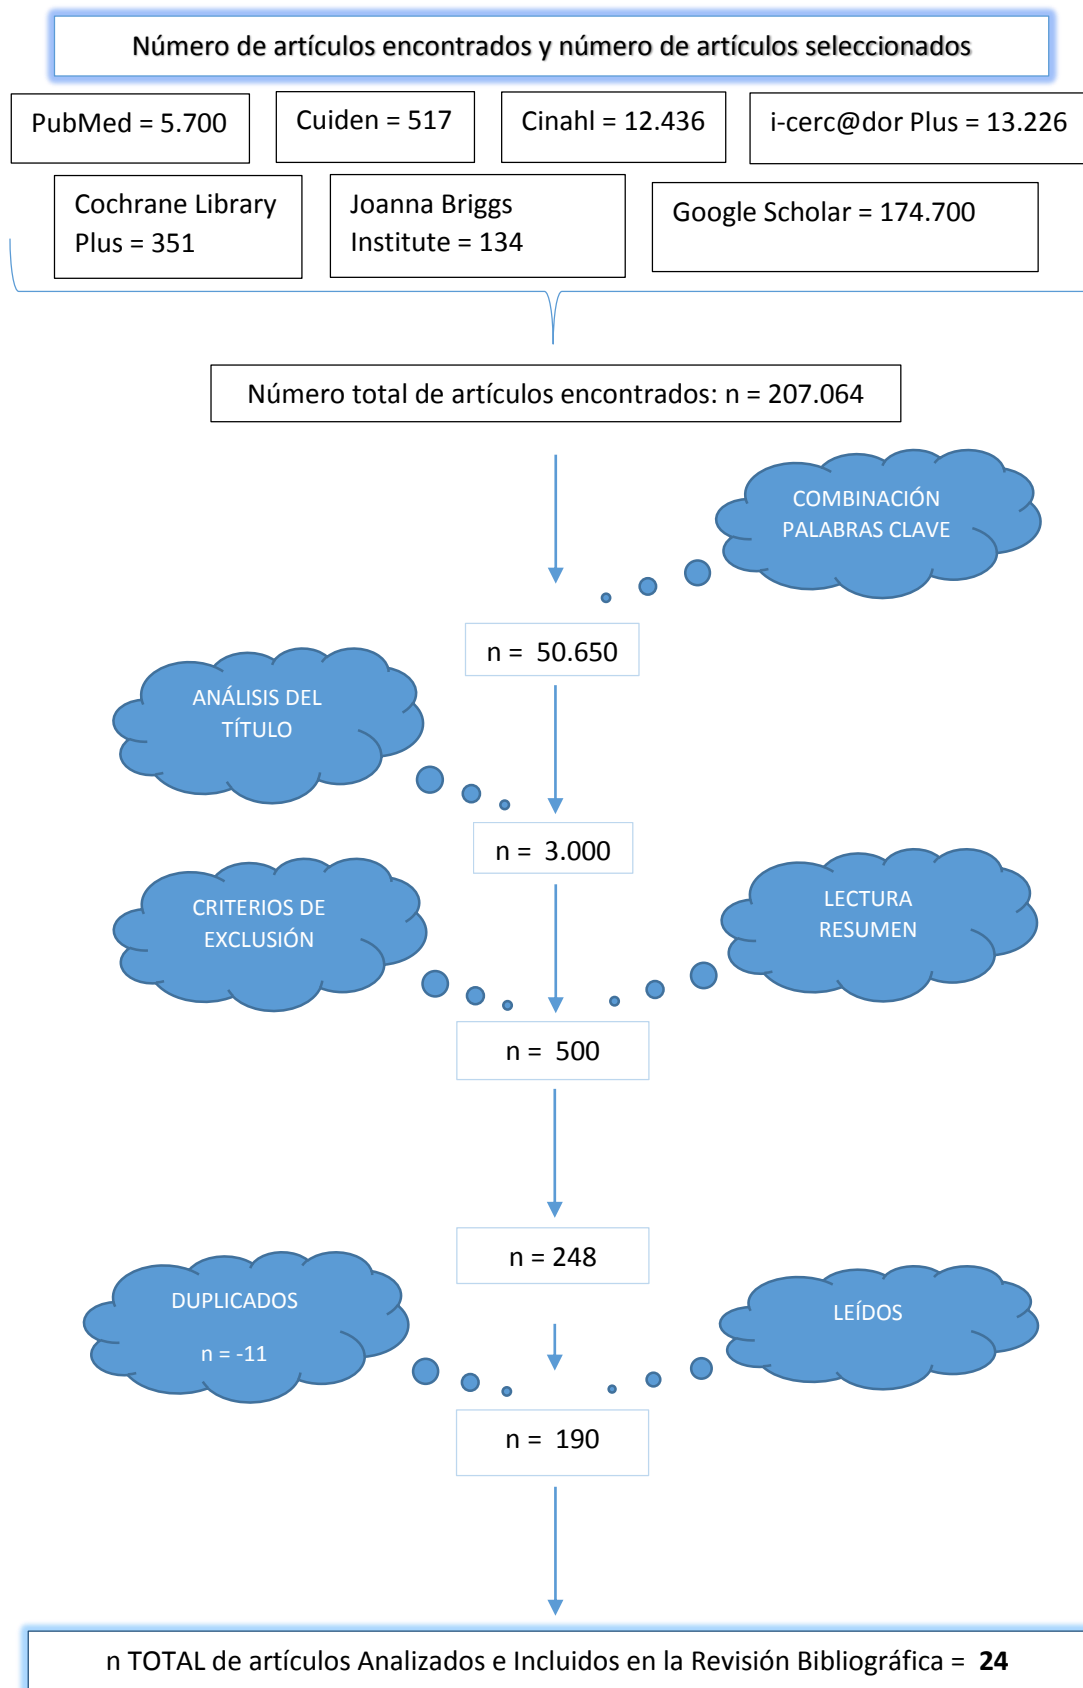 Número de artículos encontrados y número de artículos seleccionados
PubMed = 5.700
Cuiden = 517
Cinahl = 12.436
i-cerc@dor Plus = 13.226
Cochrane Library
Plus = 351
Joanna Briggs
Institute = 134
Google Scholar = 174.700
Número total de artículos encontrados: n = 207.064
COMBINACIÓN
PALABRAS CLAVE
n = 50.650
ANÁLISIS DEL
TÍTULO
n = 3.000
CRITERIOS DE
EXCLUSIÓN
LECTURA
RESUMEN
n = 500
n = 248
DUPLICADOS
n = -11
LEÍDOS
n = 190
n TOTAL de artículos Analizados e Incluidos en la Revisión Bibliográfica = 24